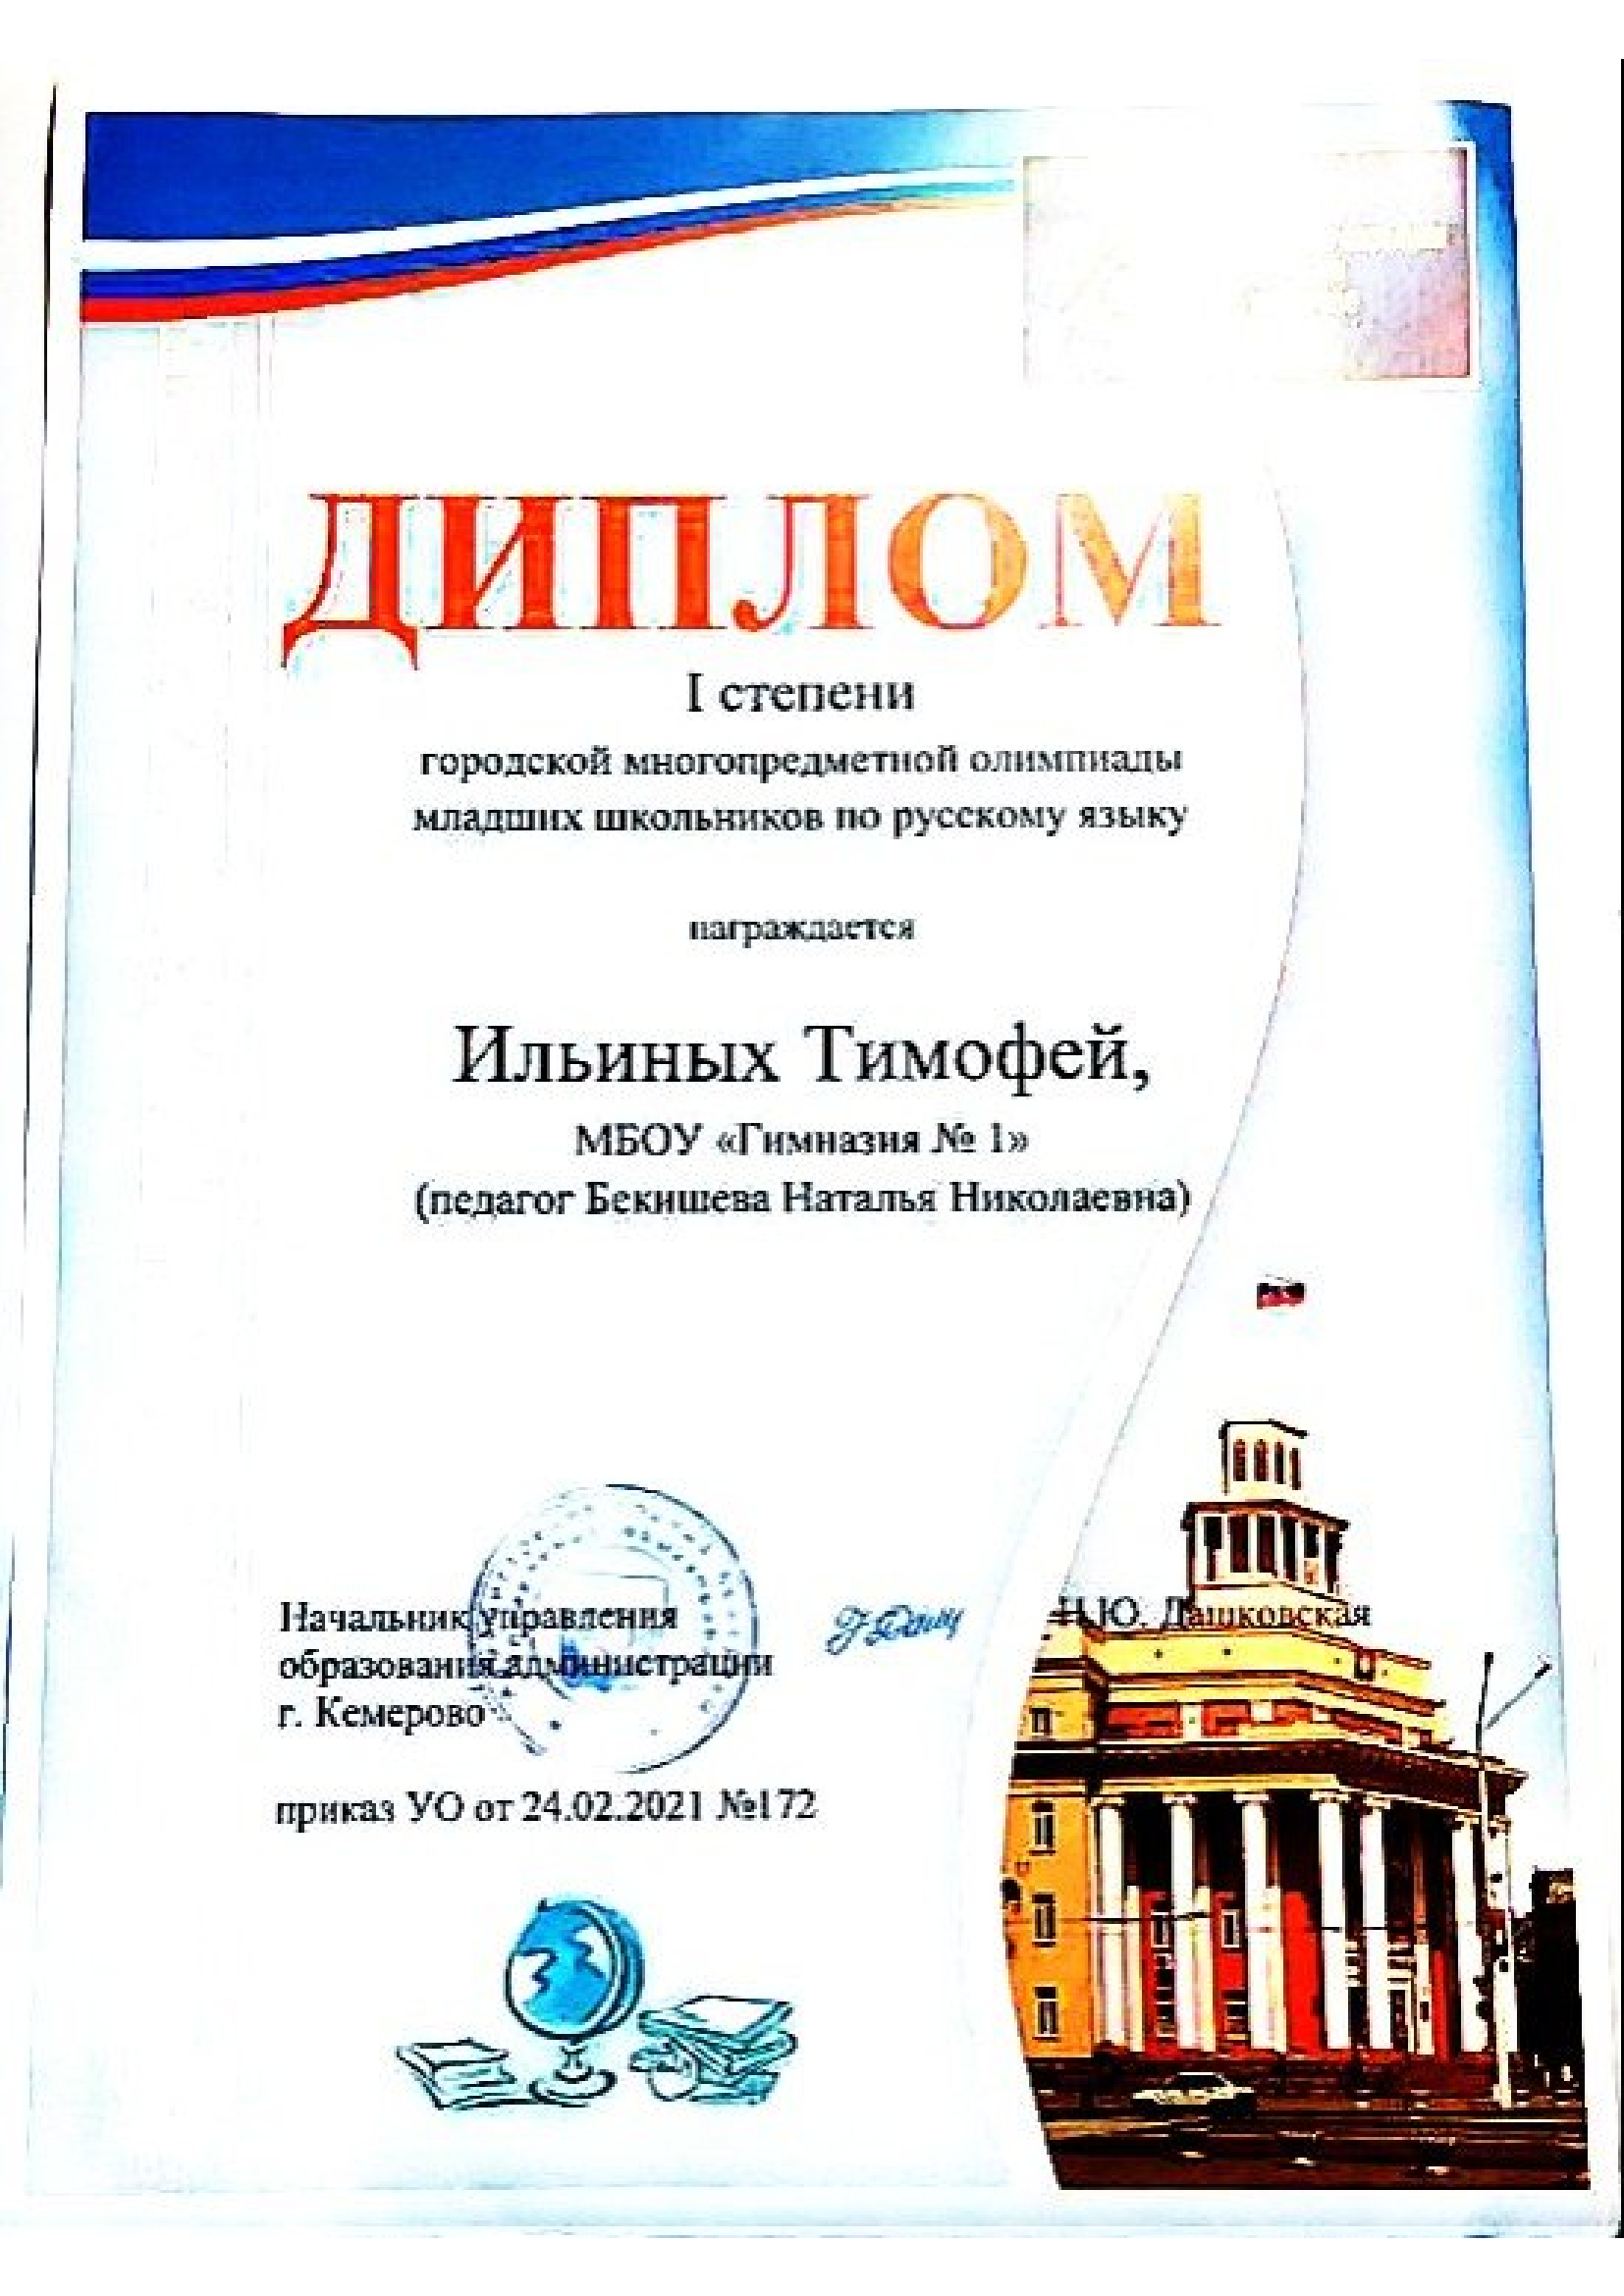 ДИПЛОМ
I степени
городской многопредметной олимпиады
младших школьников по русскому языку
награждается
Ильиных Тимофей,
МБОУ «Гимназия № 1»
(педагог Бекишева Наталья Николаевна)
Начальник управления
образования администрации
г. Кемерово
Н.Ю. Дашковская
приказ УО от 24.02.2021 №172